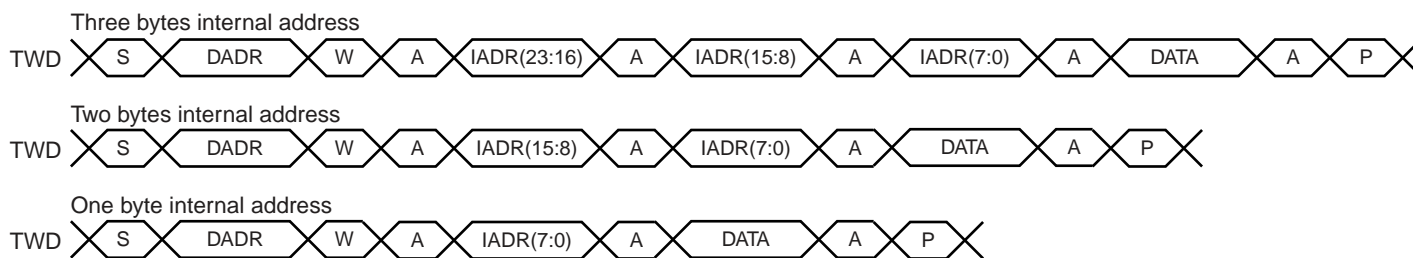 Three bytes internal address
TWD S DADR W A IADR(23:16) A IADR(15:8) A IADR(7:0) A DATA A P
Two bytes internal address
TWD S DADR W A IADR(15:8) A IADR(7:0) A DATA A P
One byte internal address
TWD S DADR W A IADR(7:0) A DATA A P